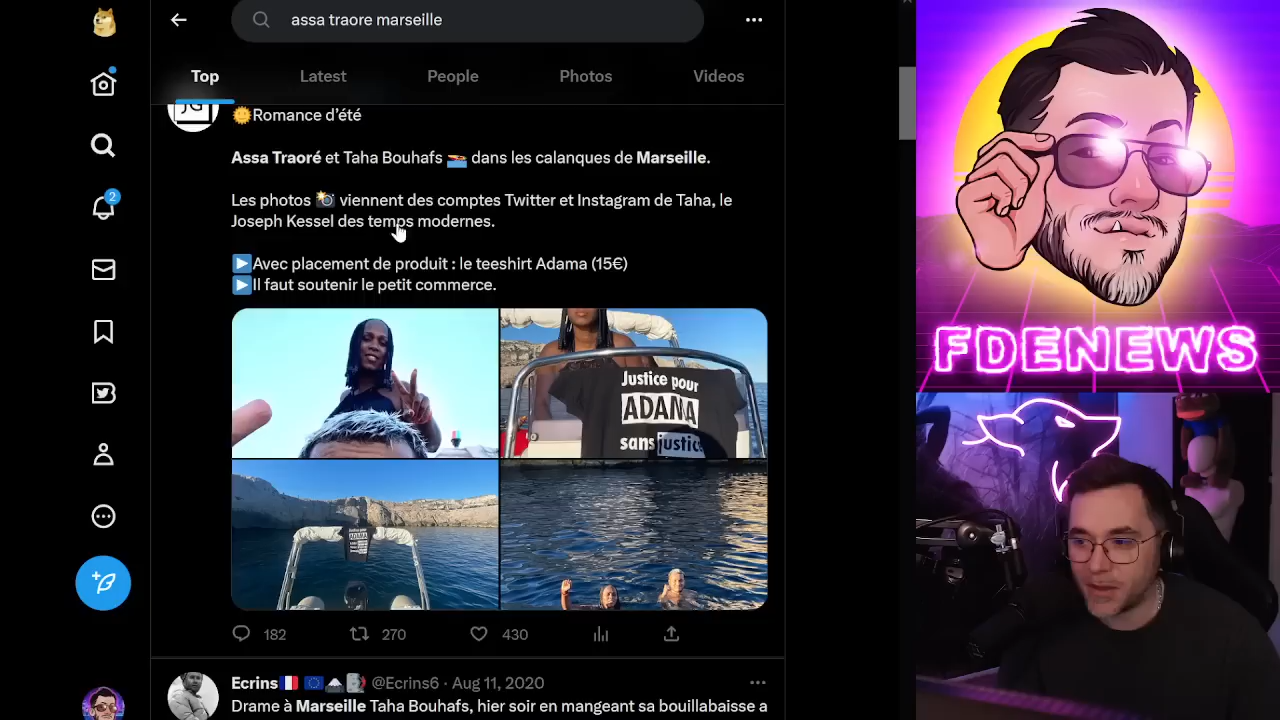 assa traore marseille
Top
Latest
People
Photos
Videos
JG
Romance d'été
Assa Traoré et Taha Bouhafs dans les calanques de Marseille.
Les photos viennent des comptes Twitter et Instagram de Taha, le
Joseph Kessel des temps modernes.
Avec placement de produit : le teeshirt Adama (15€)
Il faut soutenir le petit commerce.
Justice pour
ADAMA
sans justice
182
270
430
Ecrins @Ecrins6 · Aug 11, 2020
Drame à Marseille Taha Bouhafs, hier soir en mangeant sa bouillabaisse a
2
FDENEWS